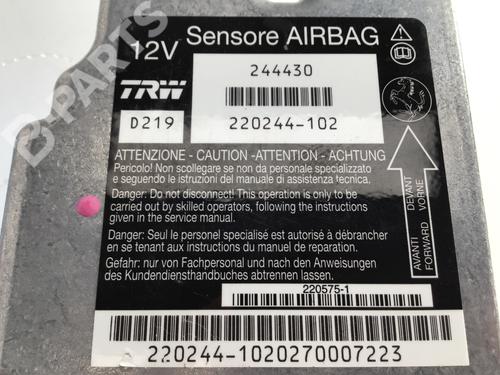 12V Sensore AIRBAG
244430
TRW
D219
220244-102
ATTENZIONE - CAUTION -ATTENTION - ACHTUNG
Pericolo! Non scollegare se non da personale specializzato
e seguendo le istruzioni del manuale di assistenza tecnica.
Danger: Do not disconnect! This operation is only to be
carried out by skilled operators, following the instructions
given in the service manual.
Danger: Seul le personel specialisé est autorisé à débrancher
en se tenant aux instructions du manuel de réparation.
Gefahr: nur vom Fachpersonal und nach den Anweisungen
des Kundendiensthandbuches abtrennen lassen.
AVANTI DEVANT
FORWARD VORNE
220575-1
220244-1020270007223
B-PARTS